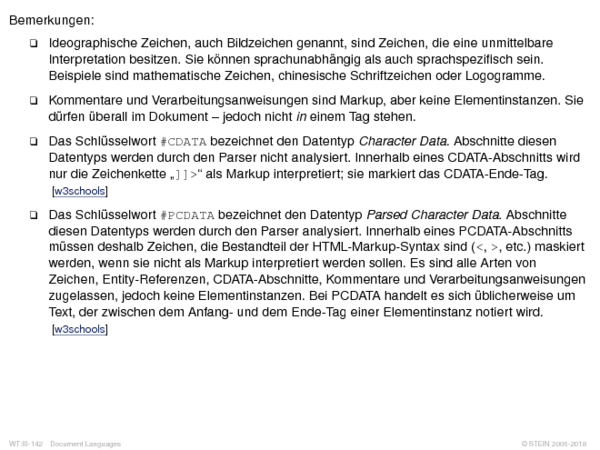 Bemerkungen:
❑ Ideographische Zeichen, auch Bildzeichen genannt, sind Zeichen, die eine unmittelbare
Interpretation besitzen. Sie können sprachunabhängig als auch sprachspezifisch sein.
Beispiele sind mathematische Zeichen, chinesische Schriftzeichen oder Logogramme.
❑ Kommentare und Verarbeitungsanweisungen sind Markup, aber keine Elementinstanzen. Sie
dürfen überall im Dokument – jedoch nicht in einem Tag stehen.
❑ Das Schlüsselwort #CDATA bezeichnet den Datentyp Character Data. Abschnitte diesen
Datentyps werden durch den Parser nicht analysiert. Innerhalb eines CDATA-Abschnitts wird
nur die Zeichenkette „]]>“ als Markup interpretiert; sie markiert das CDATA-Ende-Tag.
[w3schools]
❑ Das Schlüsselwort #PCDATA bezeichnet den Datentyp Parsed Character Data. Abschnitte
diesen Datentyps werden durch den Parser analysiert. Innerhalb eines PCDATA-Abschnitts
müssen deshalb Zeichen, die Bestandteil der HTML-Markup-Syntax sind (<, >, etc.) maskiert
werden, wenn sie nicht als Markup interpretiert werden sollen. Es sind alle Arten von
Zeichen, Entity-Referenzen, CDATA-Abschnitte, Kommentare und Verarbeitungsanweisungen
zugelassen, jedoch keine Elementinstanzen. Bei PCDATA handelt es sich üblicherweise um
Text, der zwischen dem Anfang- und dem Ende-Tag einer Elementinstanz notiert wird.
[w3schools]
WT:III-142 Document Languages © STEIN 2005-2018